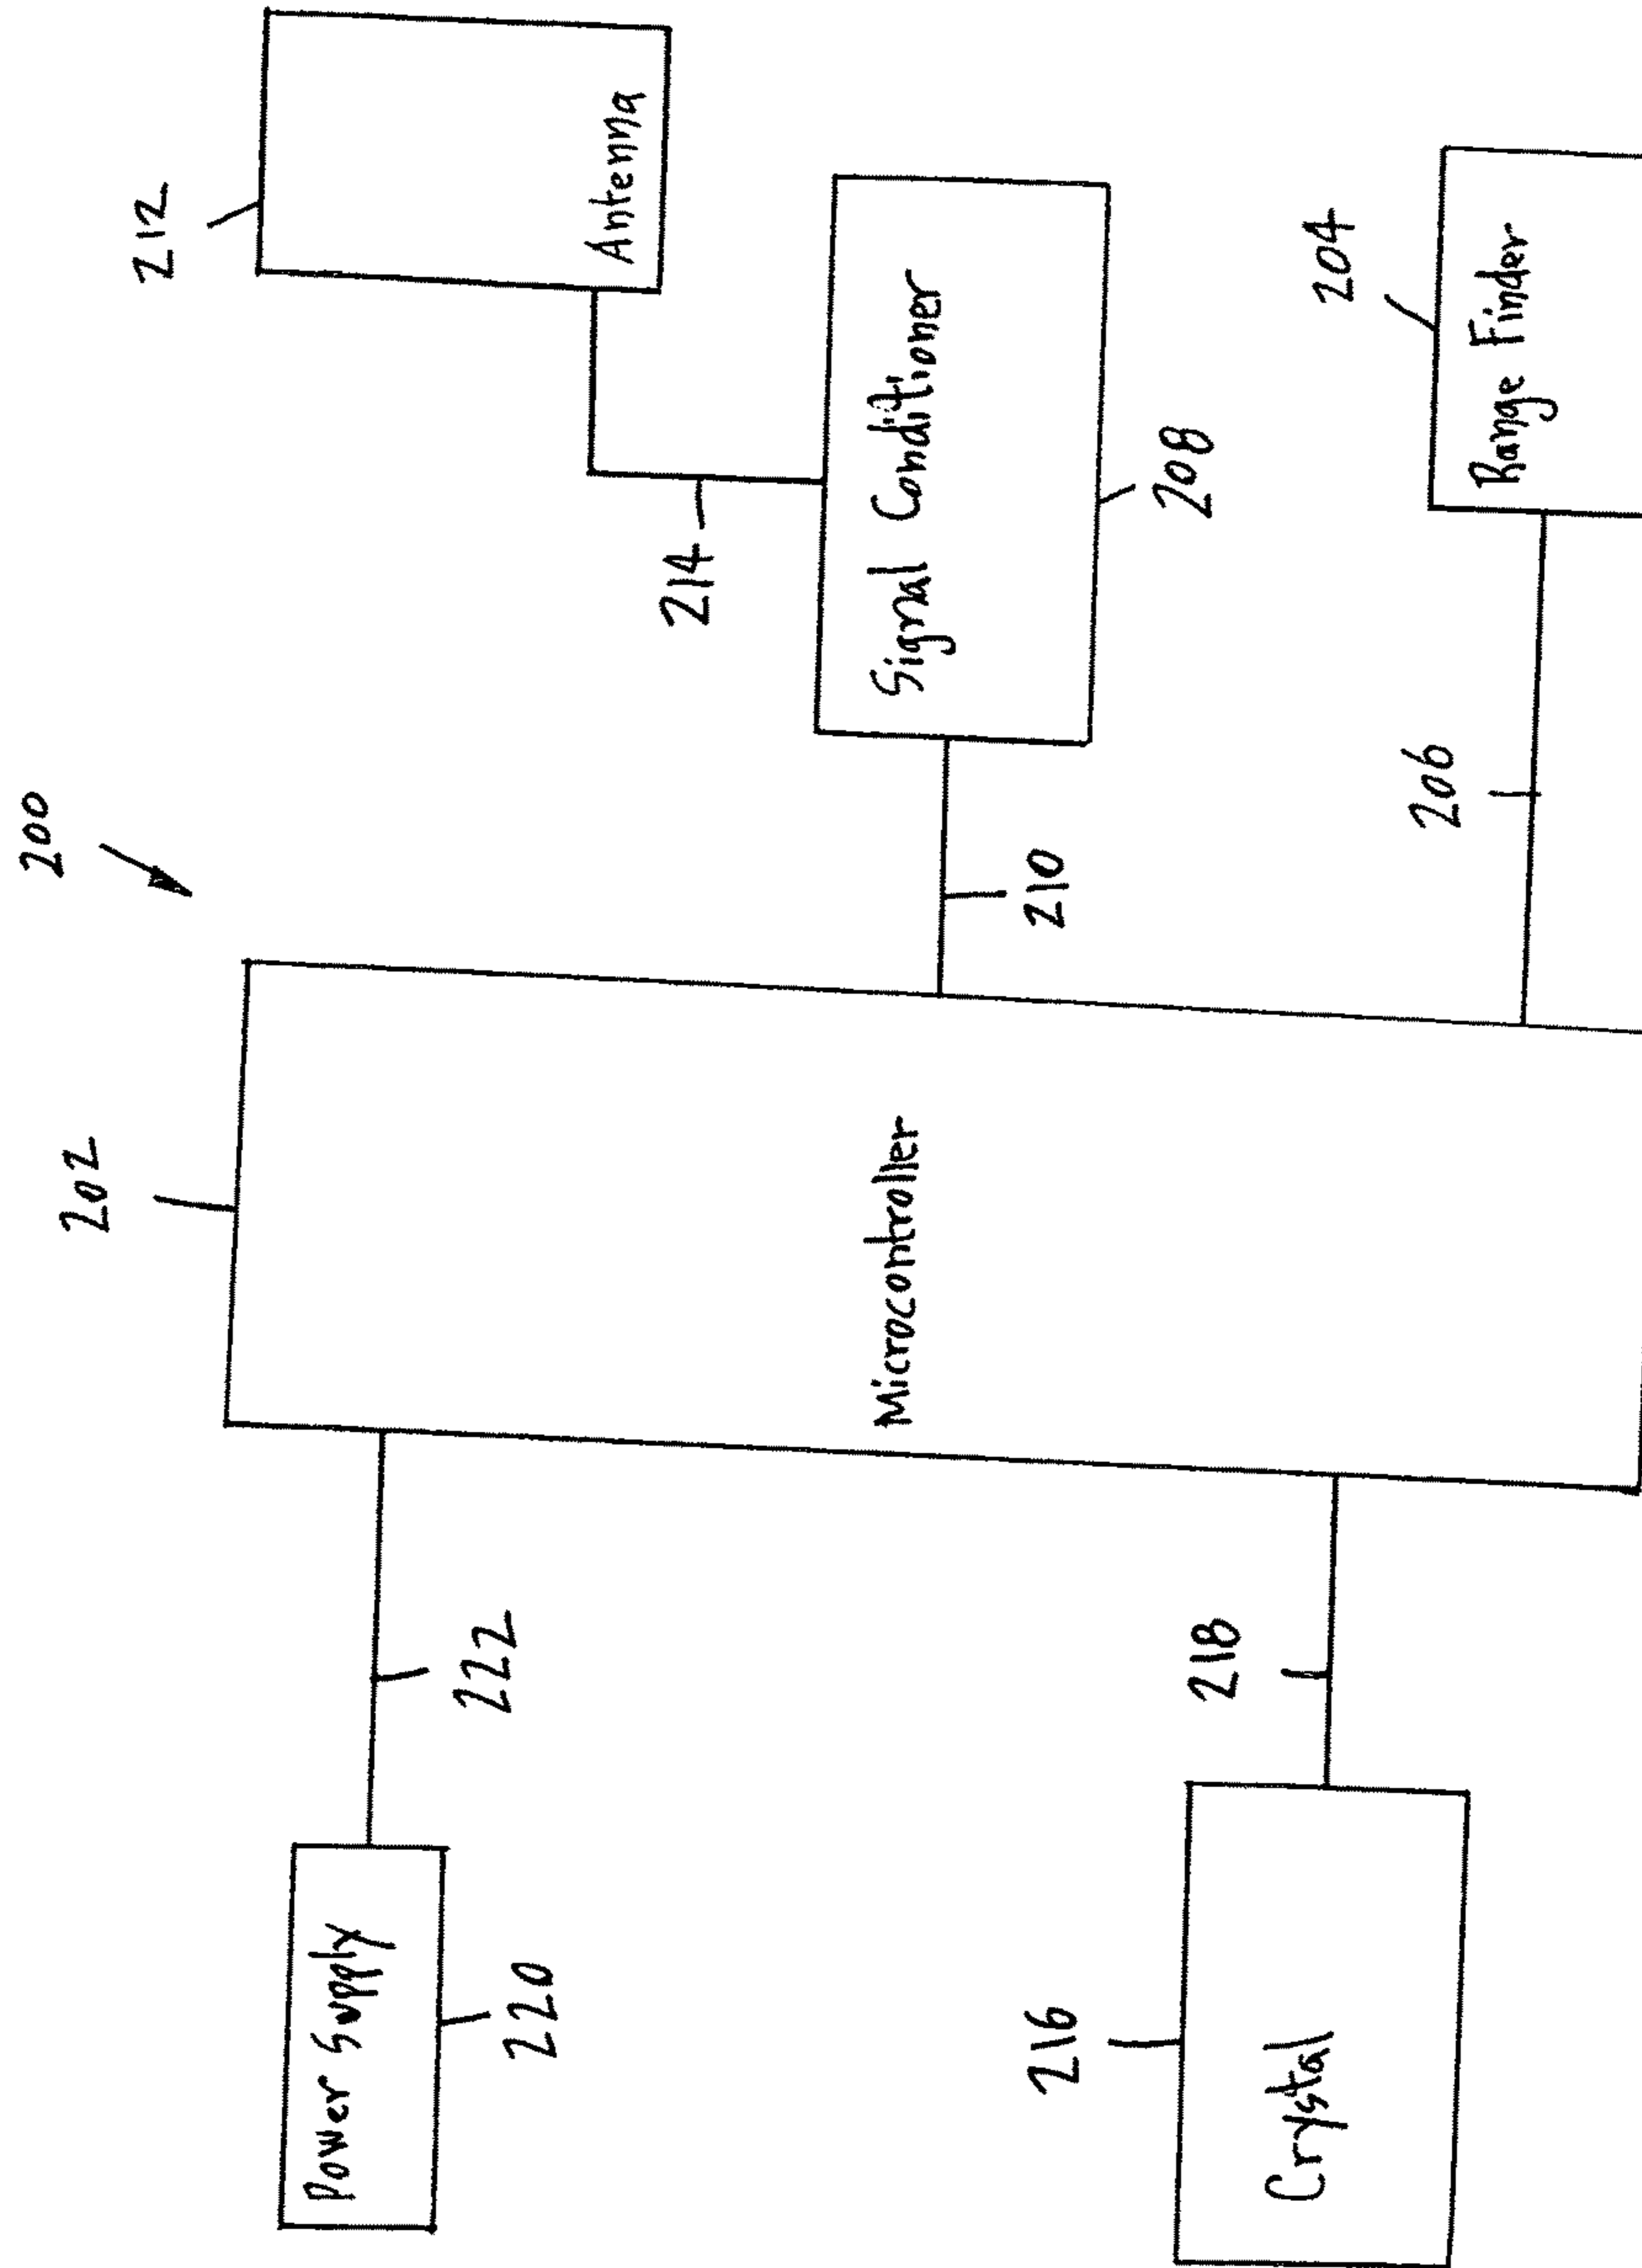 200
202
212
Power Supply
222
220
Antenna
214
Microcontroller
Signal Conditioner
216
210
218
208
Crystal
204
206
Range Finder